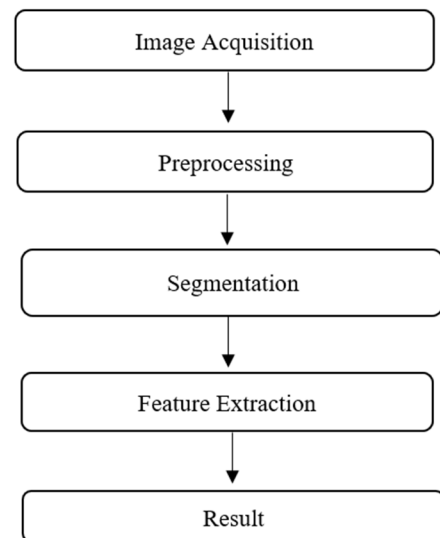 Image Acquisition
Preprocessing
Segmentation
Feature Extraction
Result